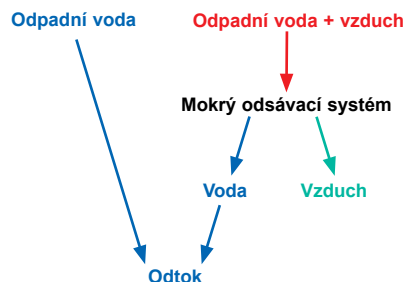 Odpadní voda
Odpadní voda + vzduch
Mokrý odsávací systém
Voda
Vzduch
Odtok